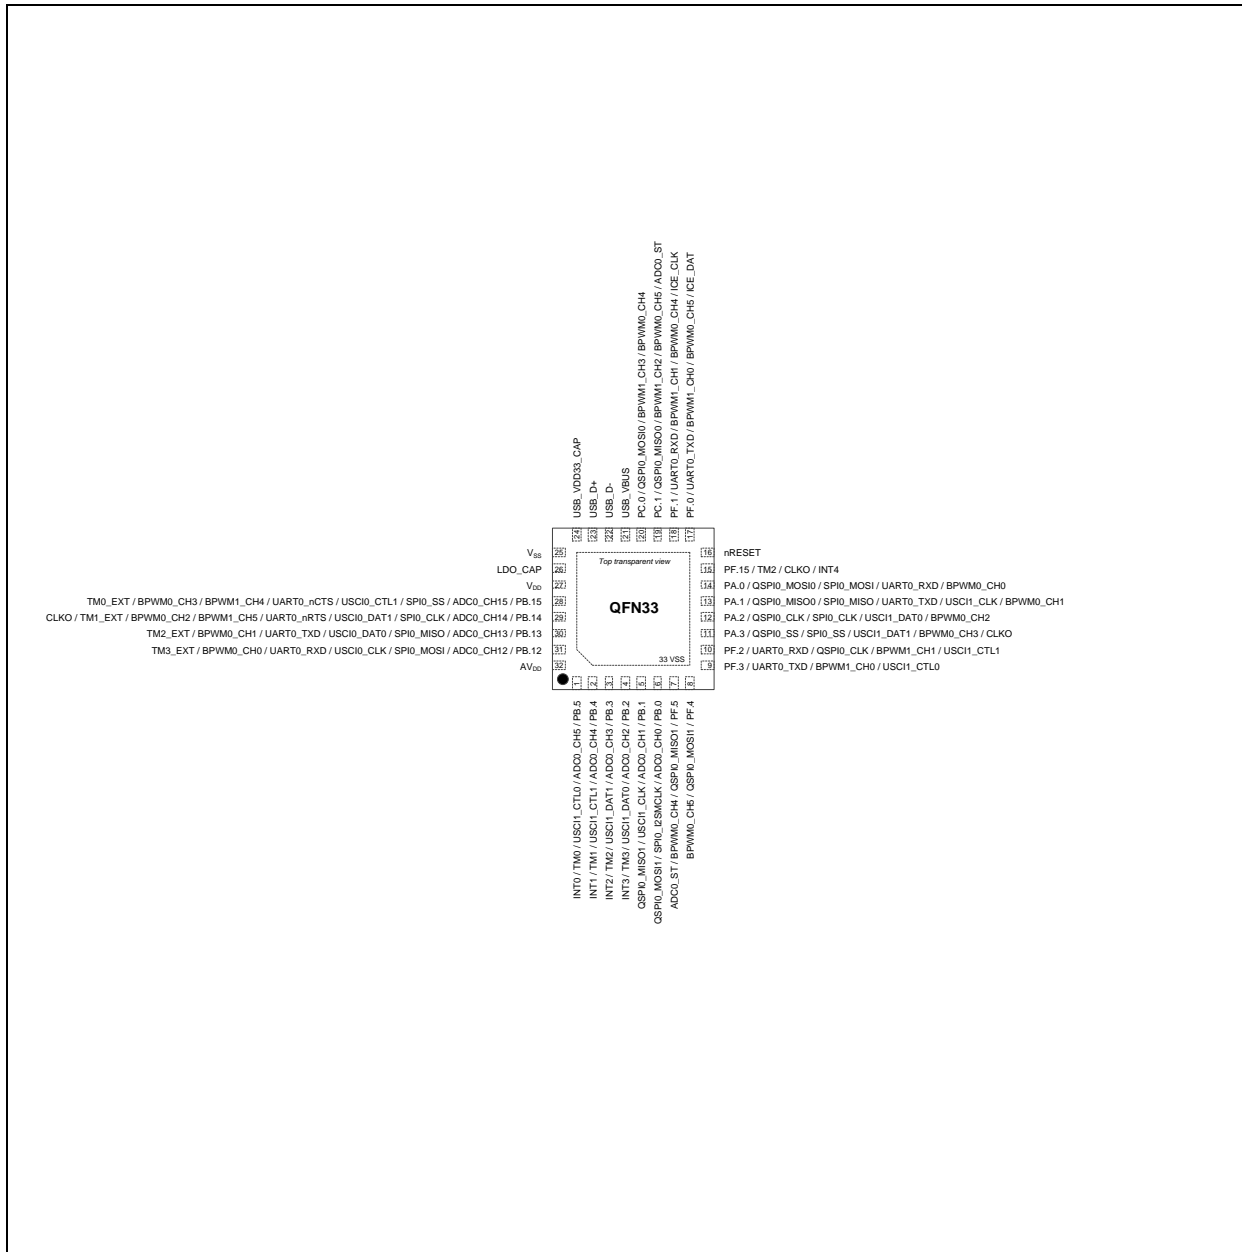 USB_VDD33_CAP
USB_D+
USB_D-
USB_VBUS
PC.0 / QSPI0_MOSI0 / BPWM1_CH3 / BPWM0_CH4
PC.1 / QSPI0_MISO0 / BPWM1_CH2 / BPWM0_CH5 / ADC0_ST
PF.1 / UART0_RXD / BPWM1_CH1 / BPWM0_CH4 / ICE_CLK
PF.0 / UART0_TXD / BPWM1_CH0 / BPWM0_CH5 / ICE_DAT
24 23 22 21 20 19 18 17
VSS 25
LDO_CAP 26
VDD 27
TM0_EXT / BPWM0_CH3 / BPWM1_CH4 / UART0_nCTS / USCI0_CTL1 / SPI0_SS / ADC0_CH15 / PB.15 28
CLKO / TM1_EXT / BPWM0_CH2 / BPWM1_CH5 / UART0_nRTS / USCI0_DAT1 / SPI0_CLK / ADC0_CH14 / PB.14 29
TM2_EXT / BPWM0_CH1 / UART0_TXD / USCI0_DAT0 / SPI0_MISO / ADC0_CH13 / PB.13 30
TM3_EXT / BPWM0_CH0 / UART0_RXD / USCI0_CLK / SPI0_MOSI / ADC0_CH12 / PB.12 31
AVDD 32
Top transparent view
QFN33
33 VSS
16 nRESET
15 PF.15 / TM2 / CLKO / INT4
14 PA.0 / QSPI0_MOSI0 / SPI0_MOSI / UART0_RXD / BPWM0_CH0
13 PA.1 / QSPI0_MISO0 / SPI0_MISO / UART0_TXD / USCI1_CLK / BPWM0_CH1
12 PA.2 / QSPI0_CLK / SPI0_CLK / USCI1_DAT0 / BPWM0_CH2
11 PA.3 / QSPI0_SS / SPI0_SS / USCI1_DAT1 / BPWM0_CH3 / CLKO
10 PF.2 / UART0_RXD / QSPI0_CLK / BPWM1_CH1 / USCI1_CTL1
9 PF.3 / UART0_TXD / BPWM1_CH0 / USCI1_CTL0
1 2 3 4 5 6 7 8
INT0 / TM0 / USCI1_CTL0 / ADC0_CH5 / PB.5
INT1 / TM1 / USCI1_CTL1 / ADC0_CH4 / PB.4
INT2 / TM2 / USCI1_DAT1 / ADC0_CH3 / PB.3
INT3 / TM3 / USCI1_DAT0 / ADC0_CH2 / PB.2
QSPI0_MISO1 / USCI1_CLK / ADC0_CH1 / PB.1
QSPI0_MOSI1 / SPI0_I2SMCLK / ADC0_CH0 / PB.0
ADC0_ST / BPWM0_CH4 / QSPI0_MISO1 / PF.5
BPWM0_CH5 / QSPI0_MOSI1 / PF.4